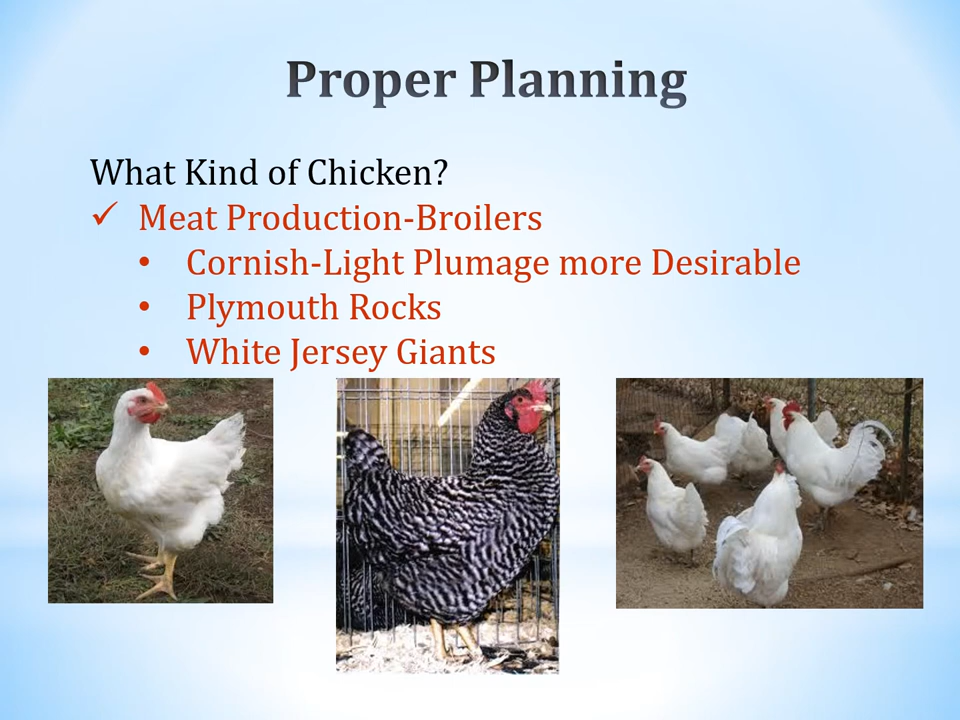 Proper Planning
What Kind of Chicken?
✓ Meat Production-Broilers
• Cornish-Light Plumage more Desirable
• Plymouth Rocks
• White Jersey Giants